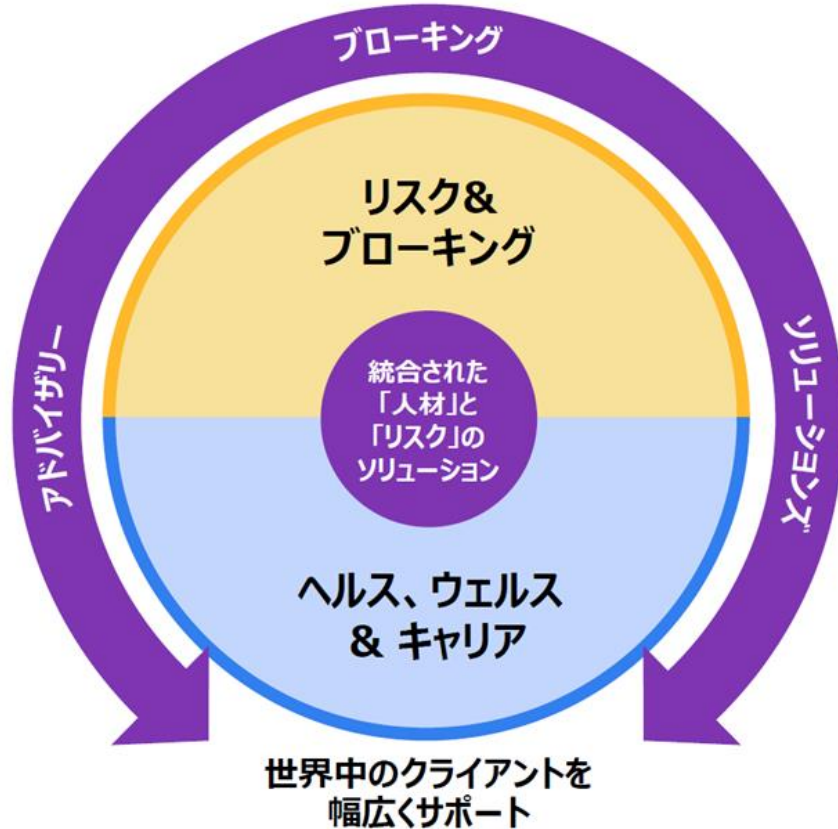 ブローキング
リスク&
ブローキング
アドバイザリー
統合された
「人材」と
「リスク」の
ソリューション
ソリューションズ
ヘルス、ウェルス
& キャリア
世界中のクライアントを
幅広くサポート